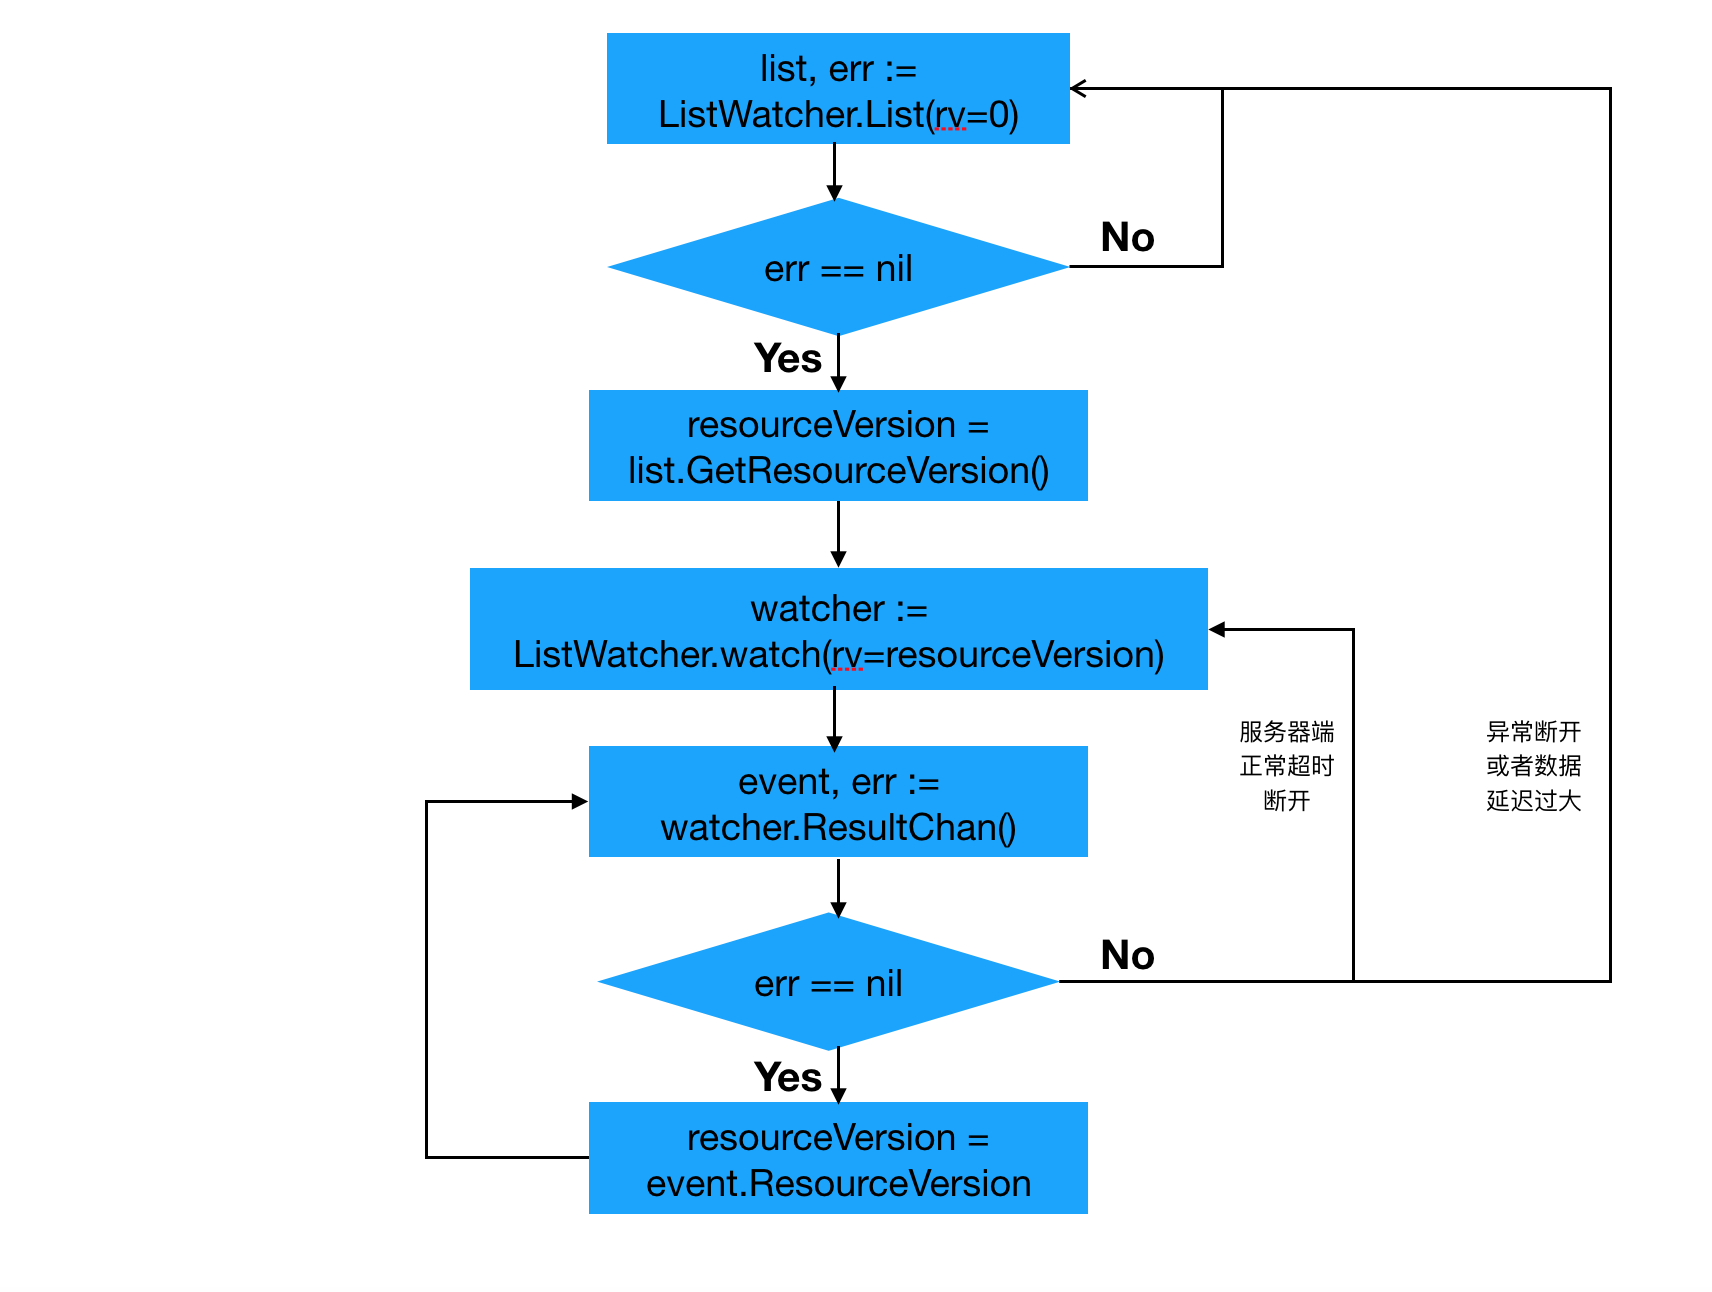 list, err :=
ListWatcher.List(rv=0)
err == nil
No
Yes
resourceVersion =
list.GetResourceVersion()
watcher :=
ListWatcher.watch(rv=resourceVersion)
服务器端
正常超时
断开
异常断开
或者数据
延迟过大
event, err :=
watcher.ResultChan()
err == nil
No
Yes
resourceVersion =
event.ResourceVersion